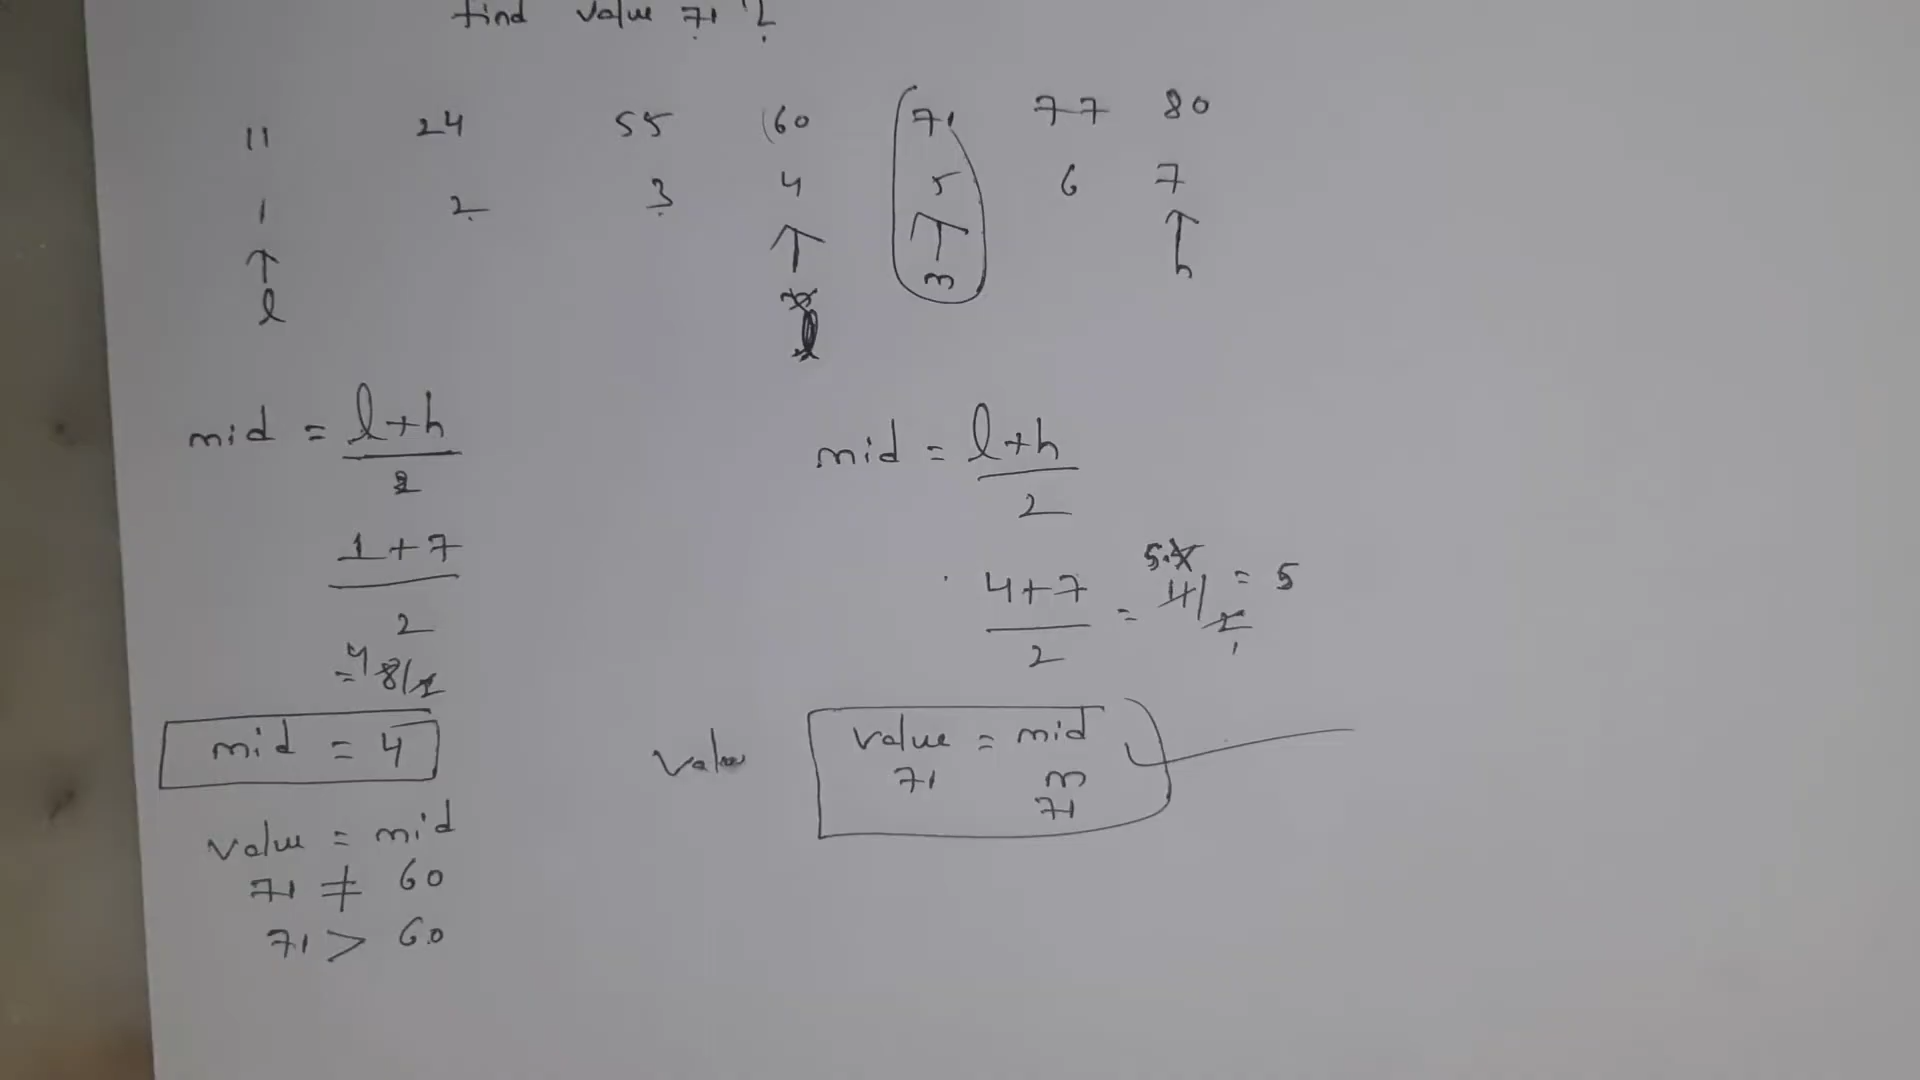 find value 71 ?
11 24 55 60 71 77 80
1 2 3 4 5 6 7
l m h
mid = l+h
2
1+7
2
= 4 8/2
mid = 4
value = mid
71 ≠ 60
71 > 60
mid = l+h
2
4+7 = 11/2 = 5
2
value = mid
71 m
71